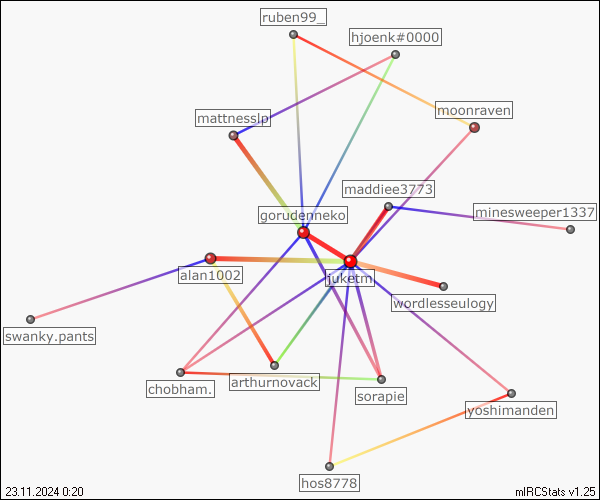 ruben99_
hjoenk#0000
moonraven
mattnesslp
maddiee3773
minesweeper1337
gorudenneko
alan1002
juketm.
wordlesseulogy
swanky.pants
chobham.
arthurnovack
sorapie
yoshimanden
hos8778
23.11.2024 0:20
mIRCStats v1.25